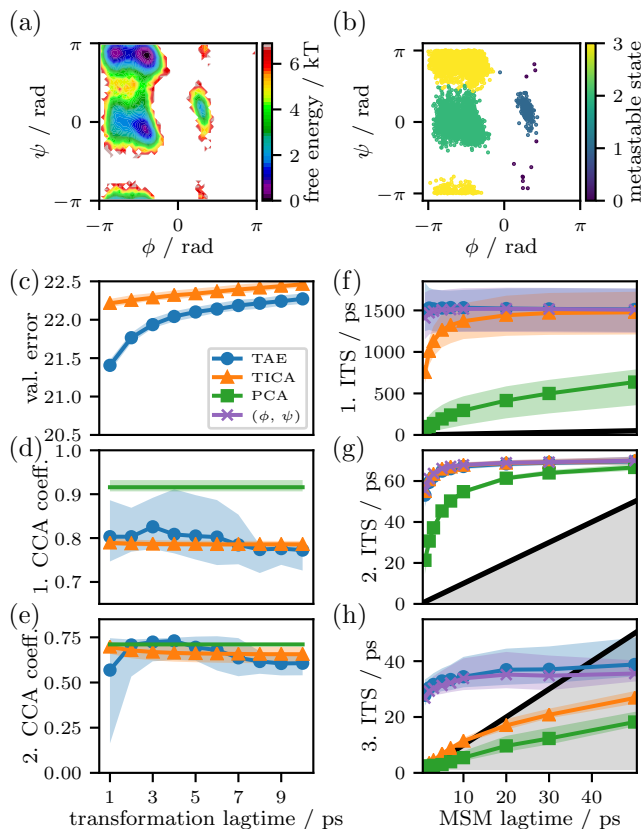 (a)
π
0
−π
ψ / rad
−π
0
π
ϕ / rad
6
4
2
0
free energy / kT
(b)
π
0
−π
ψ / rad
−π
0
π
ϕ / rad
3
2
1
0
metastable state
(c)
22.5
22.0
21.5
21.0
20.5
val. error
TAE
TICA
PCA
(ϕ, ψ)
(d)
1.0
0.9
0.8
0.7
1. CCA coeff.
(e)
0.75
0.50
0.25
0.00
2. CCA coeff.
1
3
5
7
9
transformation lagtime / ps
(f)
1500
1000
500
0
1. ITS / ps
(g)
60
40
20
0
2. ITS / ps
(h)
40
20
0
3. ITS / ps
10
20
30
40
MSM lagtime / ps